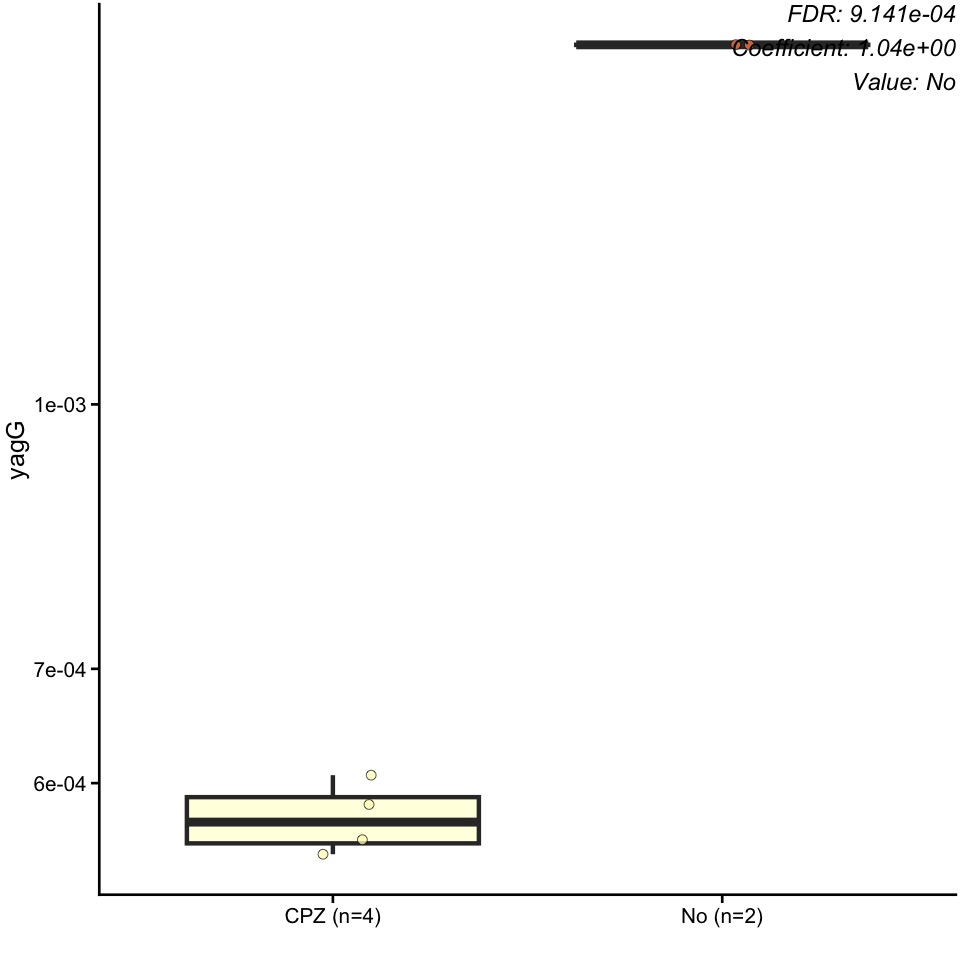 FDR: 9.141e-04
Coefficient: 1.04e+00
Value: No
1e-03
yagG
7e-04
6e-04
CPZ (n=4)
No (n=2)